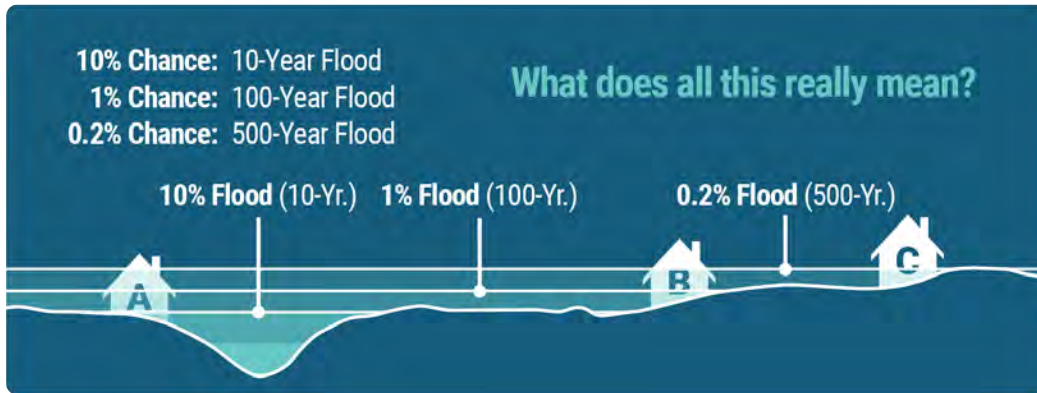 10% Chance: 10-Year Flood
1% Chance: 100-Year Flood
0.2% Chance: 500-Year Flood
What does all this really mean?
10% Flood (10-Yr.) 1% Flood (100-Yr.) 0.2% Flood (500-Yr.)
A
B
C